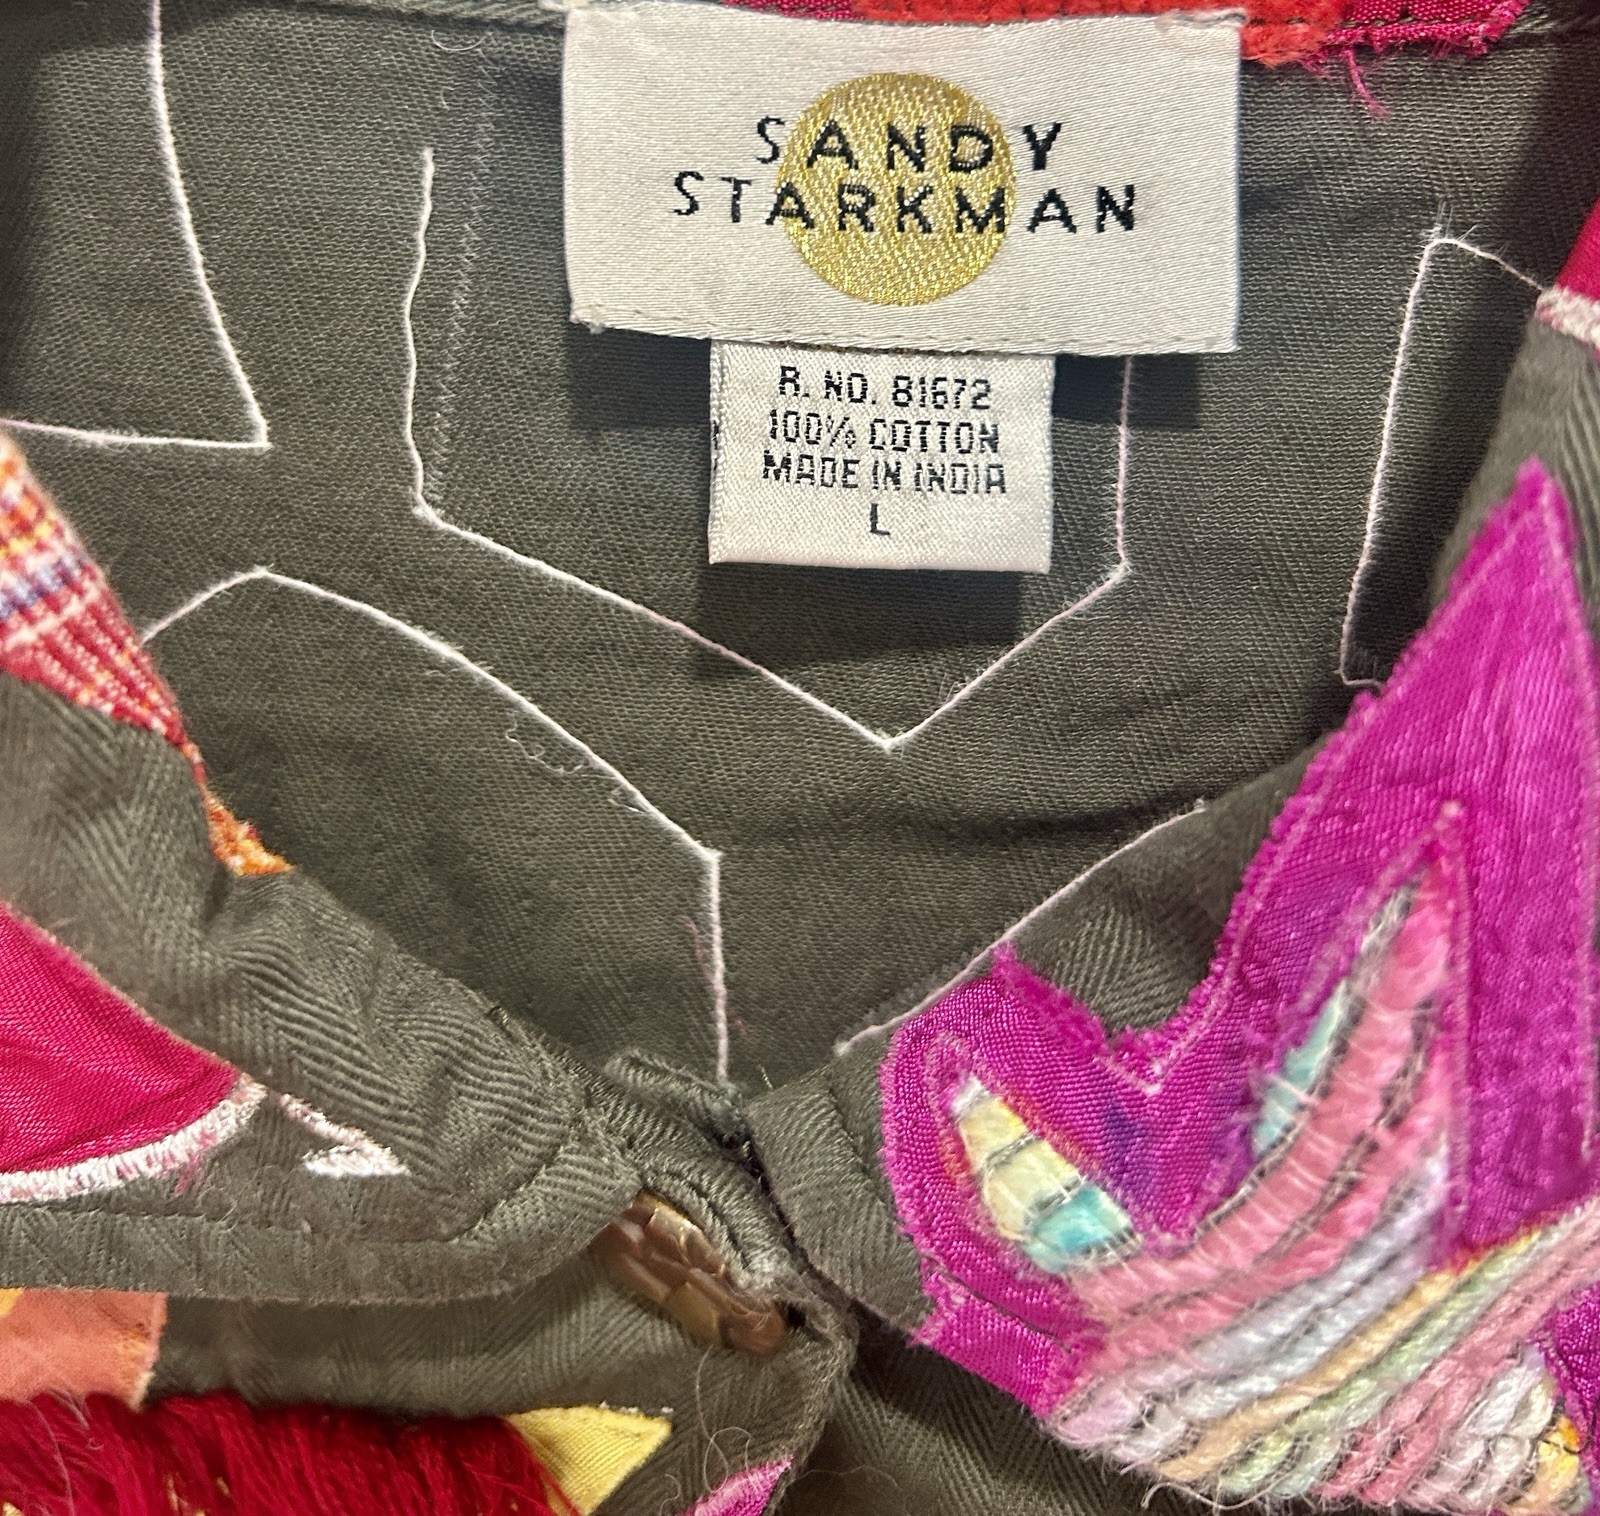 SANDY
STARKMAN
R. NO. 81672
100% COTTON
MADE IN INDIA
L